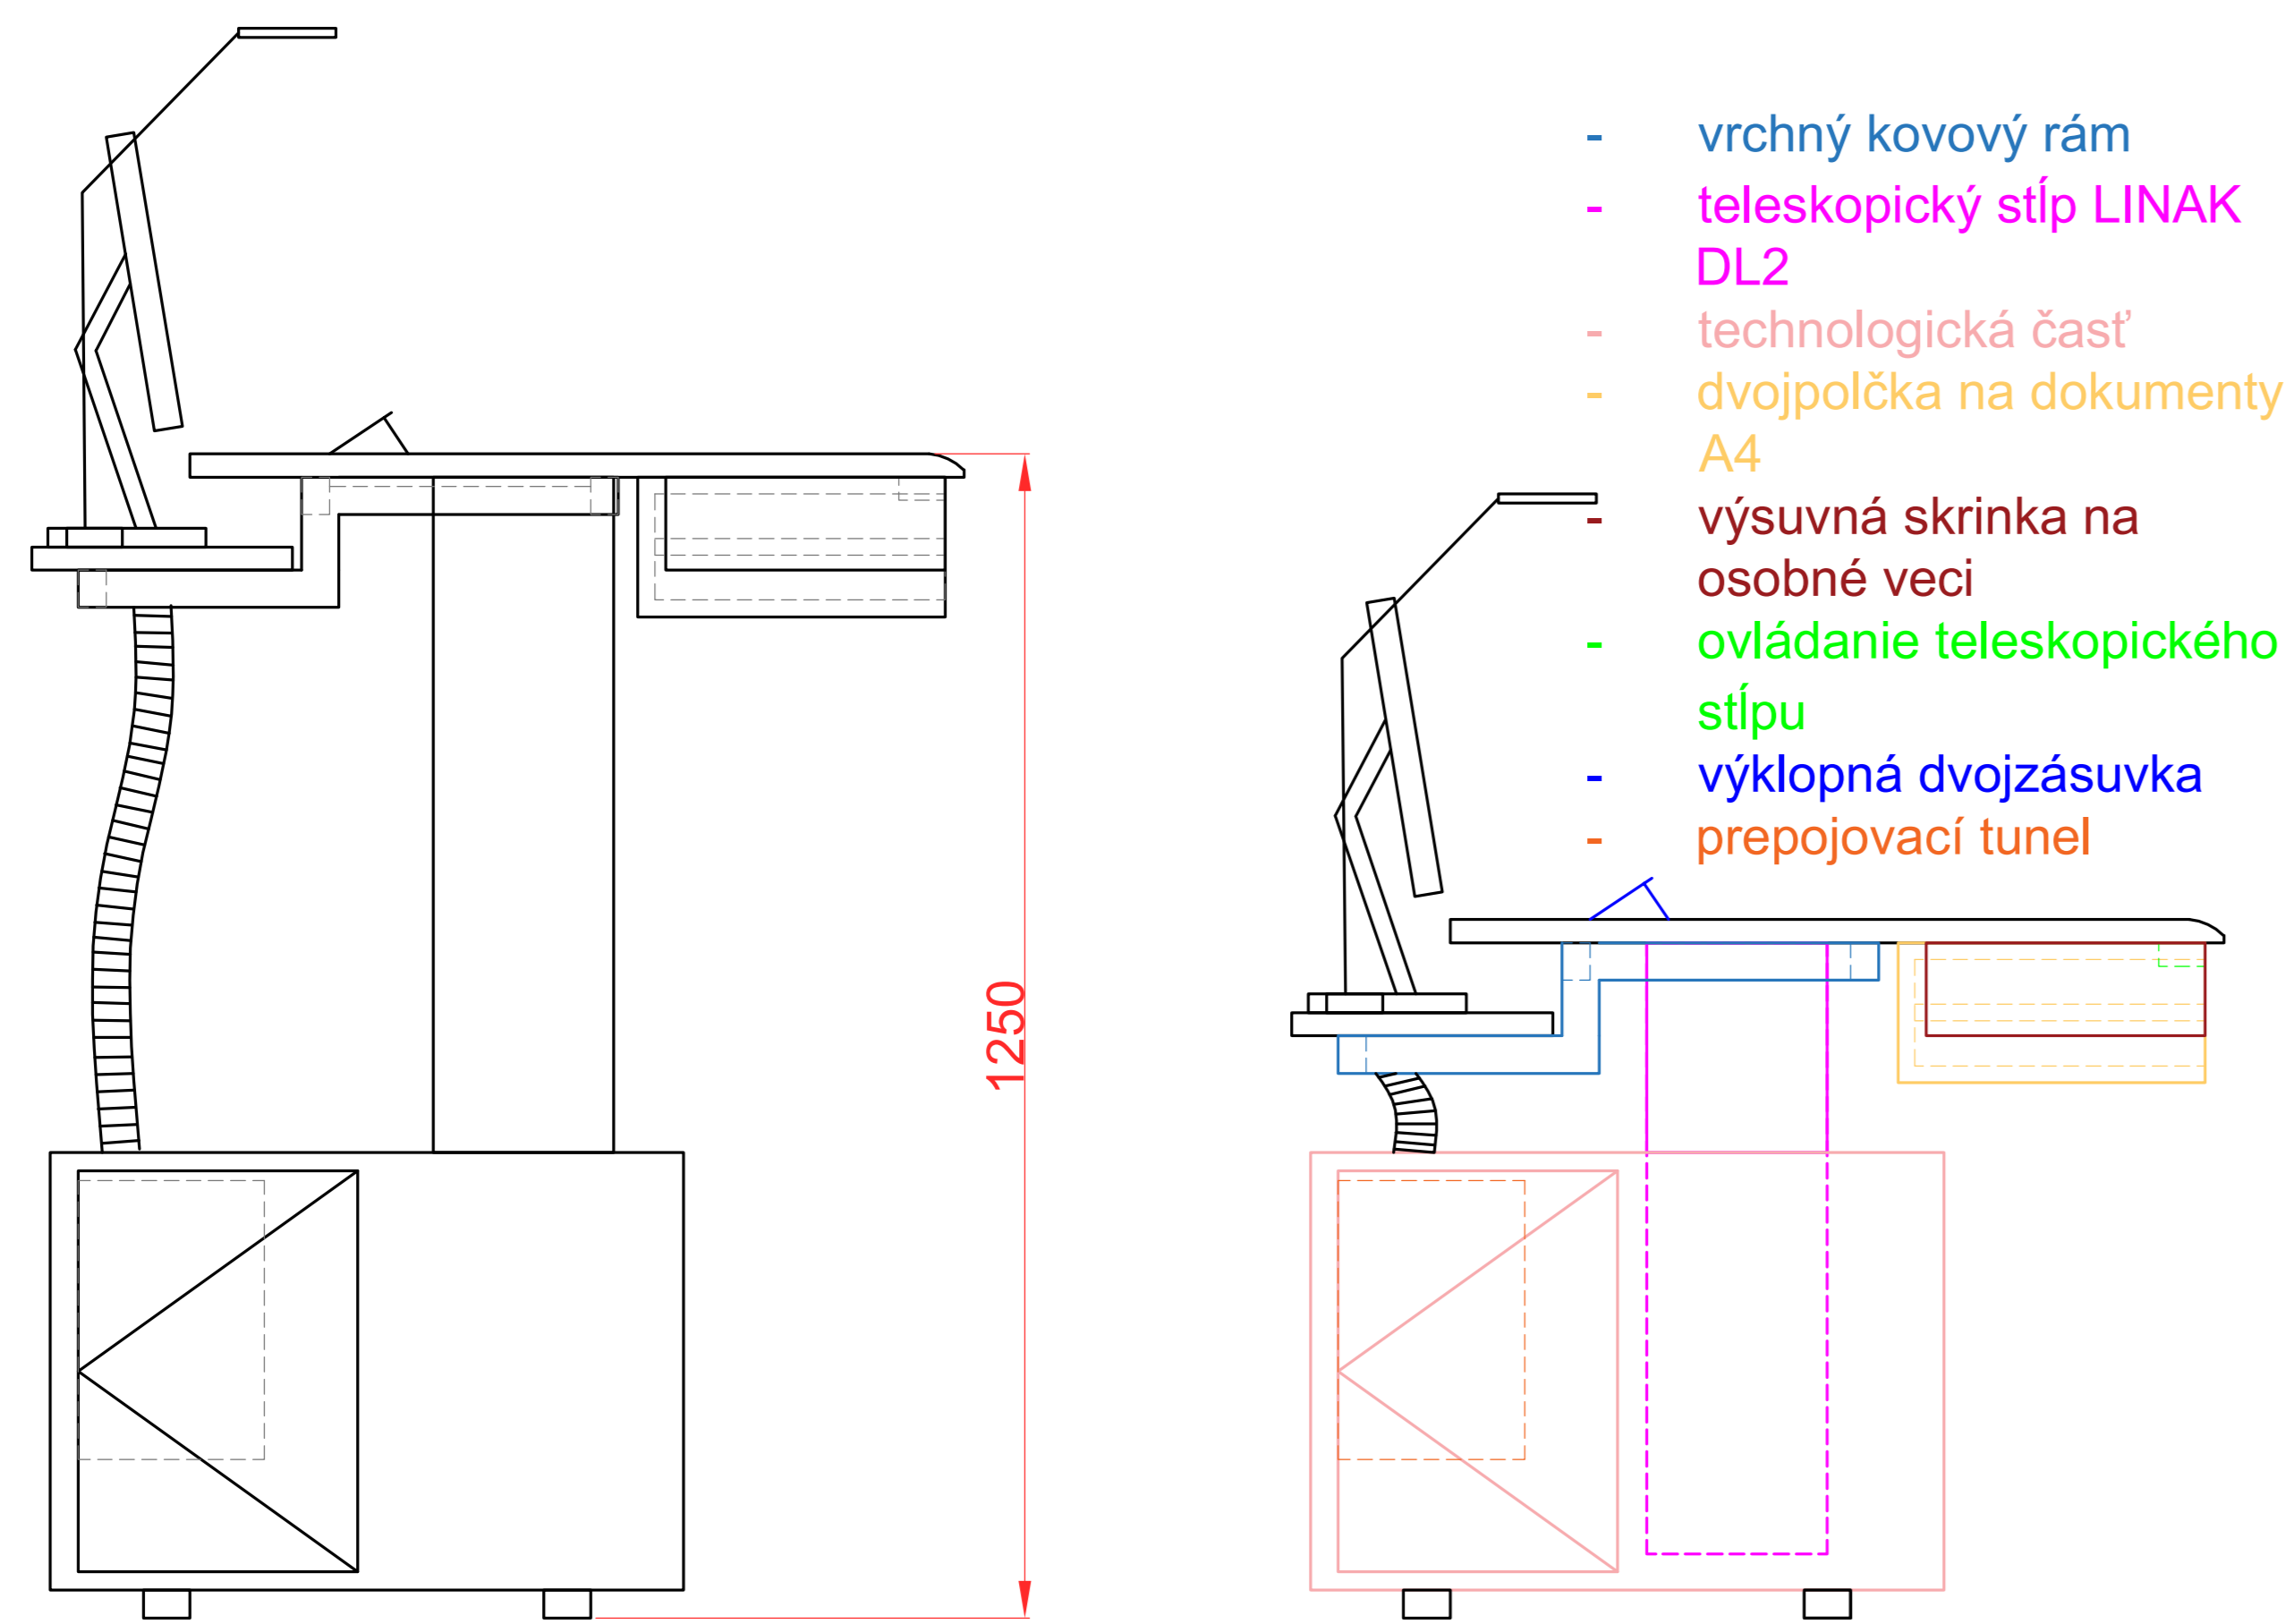 - vrchný kovový rám
- teleskopický stĺp LINAK
DL2
- technologická časť
- dvojpolčka na dokumenty
A4
- výsuvná skrinka na
osobné veci
- ovládanie teleskopického
stĺpu
- výklopná dvojzásuvka
- prepojovací tunel
1250